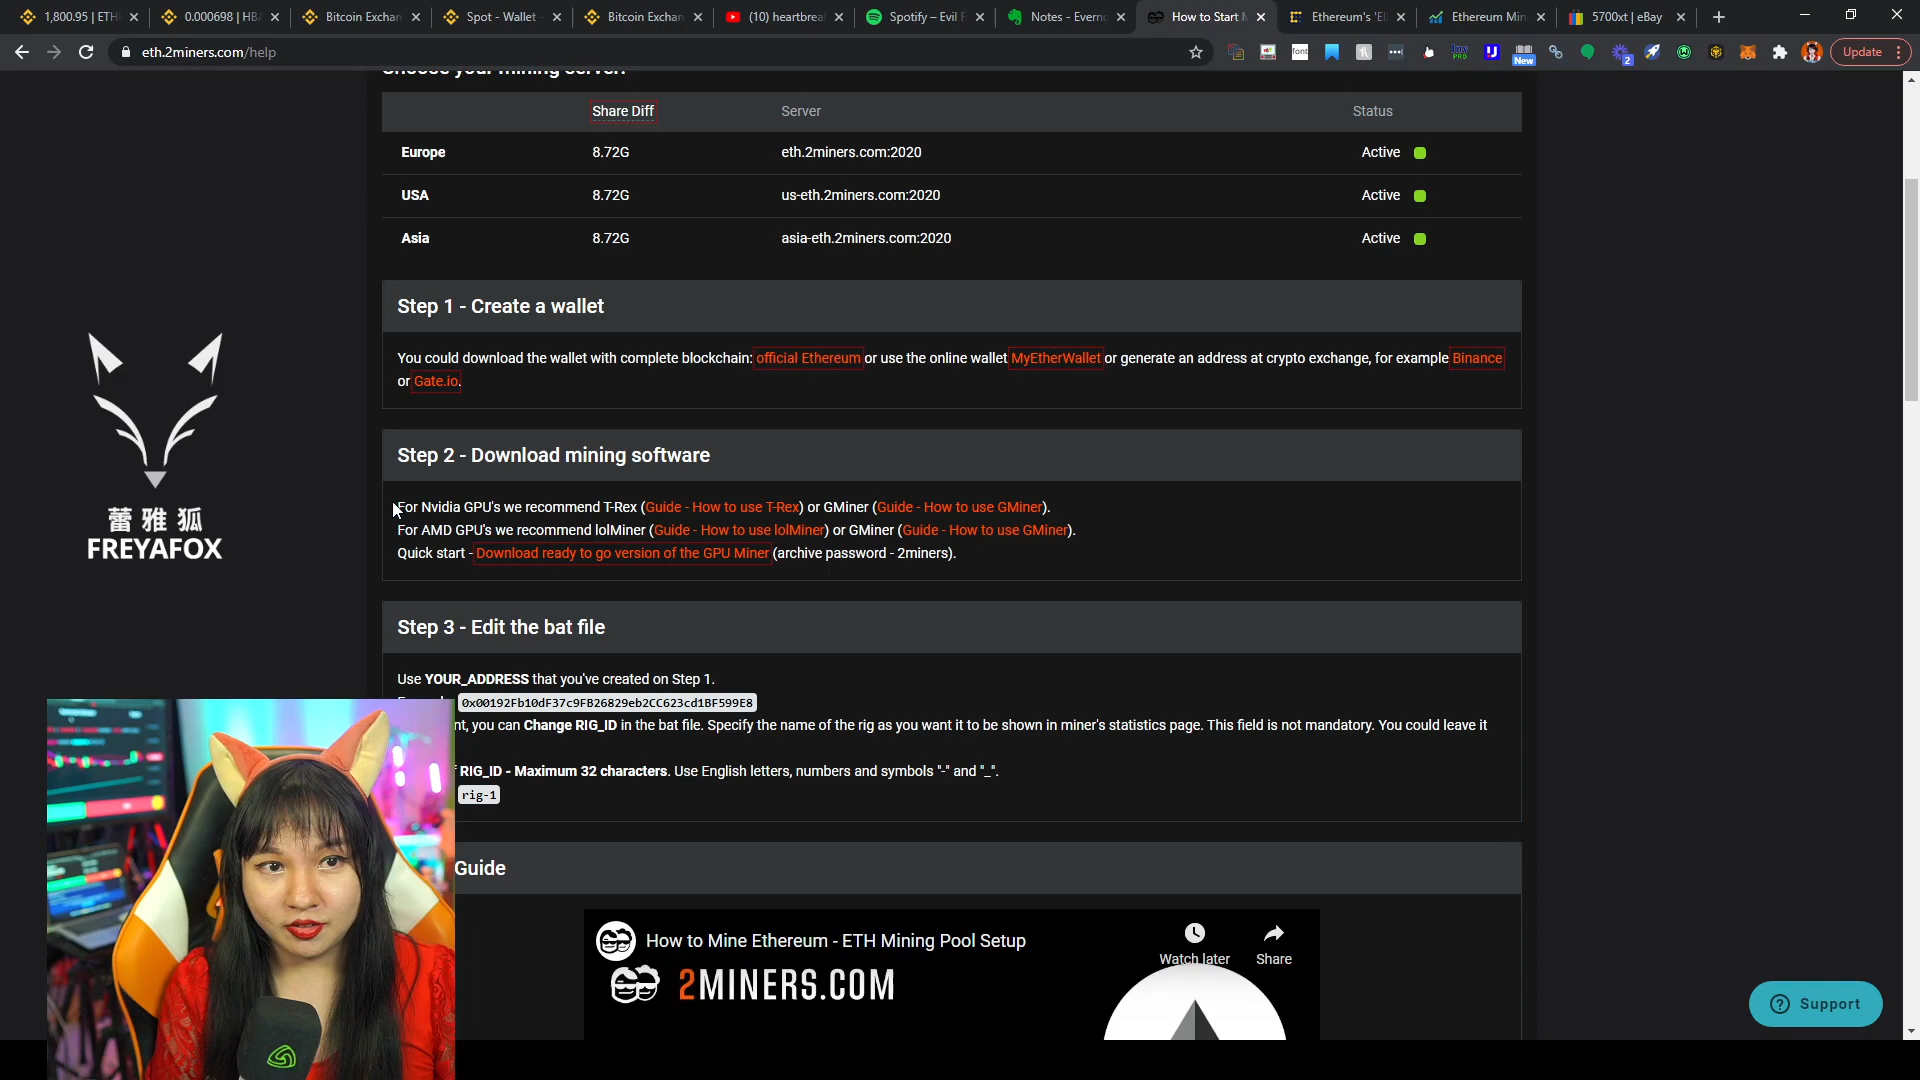 1,800.95 | ETH
0.000698 | HBA
Bitcoin Exchan
Spot - Wallet -
Bitcoin Exchan
(10) heartbrea
Spotify – Evil F
Notes - Evern
How to Start M
Ethereum's 'El
Ethereum Min
5700xt | eBay
eth.2miners.com/help
New
2
Update
Choose your mining server:
Share Diff Server Status
Europe 8.72G eth.2miners.com:2020 Active
USA 8.72G us-eth.2miners.com:2020 Active
Asia 8.72G asia-eth.2miners.com:2020 Active
Step 1 - Create a wallet
You could download the wallet with complete blockchain: official Ethereum or use the online wallet MyEtherWallet or generate an address at crypto exchange, for example Binance
or Gate.io.
Step 2 - Download mining software
For Nvidia GPU's we recommend T-Rex (Guide - How to use T-Rex) or GMiner (Guide - How to use GMiner).
For AMD GPU's we recommend lolMiner (Guide - How to use lolMiner) or GMiner (Guide - How to use GMiner).
Quick start - Download ready to go version of the GPU Miner (archive password - 2miners).
蕾雅狐
FREYAFOX
Step 3 - Edit the bat file
Use YOUR_ADDRESS that you've created on Step 1.
0x00192Fb10dF37c9FB26829eb2CC623cd1BF599E8
nt, you can Change RIG_ID in the bat file. Specify the name of the rig as you want it to be shown in miner's statistics page. This field is not mandatory. You could leave it
RIG_ID - Maximum 32 characters. Use English letters, numbers and symbols "-" and "_".
rig-1
Guide
How to Mine Ethereum - ETH Mining Pool Setup
Watch later
Share
2MINERS.COM
Support